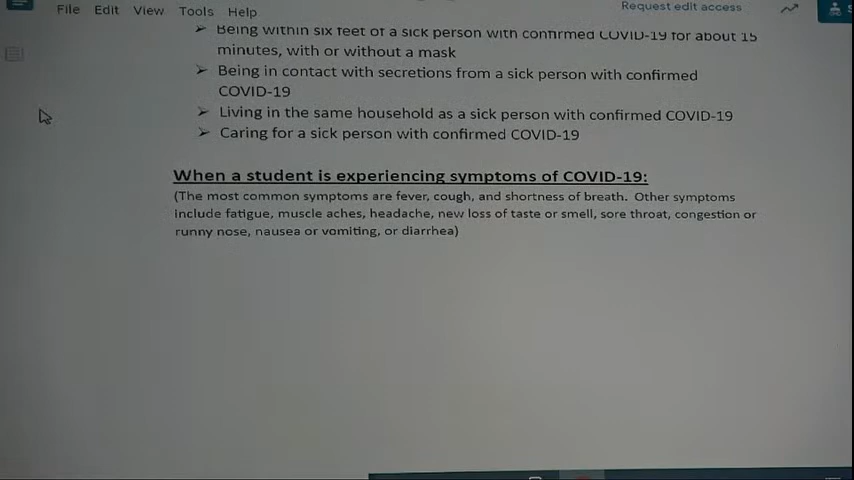 File Edit View Tools Help
Request edit access
➤ Being within six feet of a sick person with confirmed COVID-19 for about 15
minutes, with or without a mask
➤ Being in contact with secretions from a sick person with confirmed
COVID-19
➤ Living in the same household as a sick person with confirmed COVID-19
➤ Caring for a sick person with confirmed COVID-19
When a student is experiencing symptoms of COVID-19:
(The most common symptoms are fever, cough, and shortness of breath. Other symptoms
include fatigue, muscle aches, headache, new loss of taste or smell, sore throat, congestion or
runny nose, nausea or vomiting, or diarrhea)